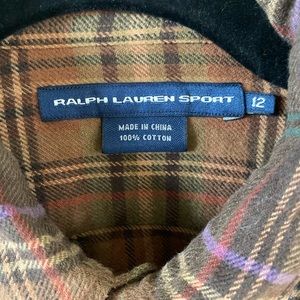 RALPH LAUREN SPORT 12
MADE IN CHINA
100% COTTON